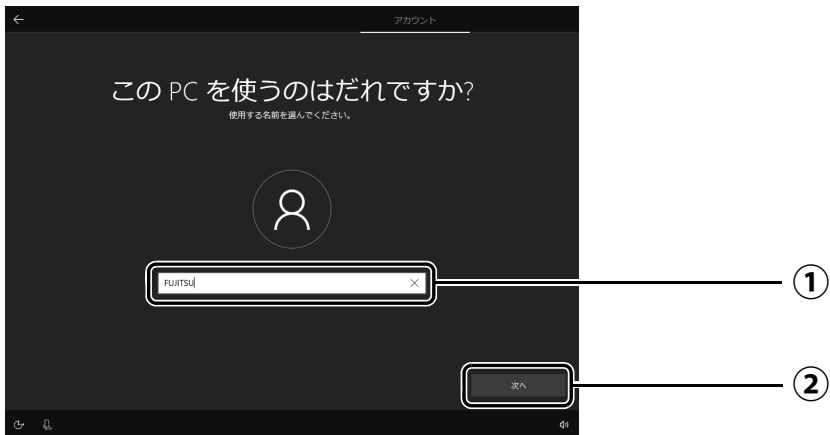 アカウント
この PC を使うのはだれですか?
使用する名前を選んでください。
FUJITSU
①
次へ
②